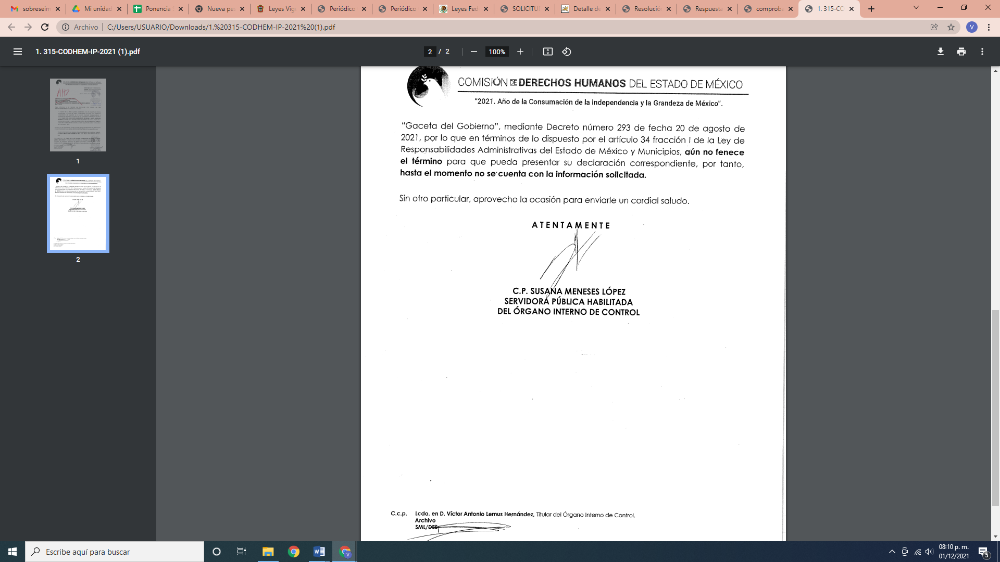 sobreseim
Mi unidad
Ponencia
Nueva pe
Leyes Vig
Periódico
Periódico
Leyes Fed
SOLICITU
Detalle de
Resolució
Respuesta
comproba
1. 315-CO
Archivo
C:/Users/USUARIO/Downloads/1.%20315-CODHEM-IP-2021%20(1).pdf
V
1. 315-CODHEM-IP-2021 (1).pdf
2 / 2
100%
1
2
COMISIÓN DE DERECHOS HUMANOS DEL ESTADO DE MÉXICO
“2021. Año de la Consumación de la Independencia y la Grandeza de México”.
“Gaceta del Gobierno”, mediante Decreto número 293 de fecha 20 de agosto de
2021, por lo que en términos de lo dispuesto por el artículo 34 fracción I de la Ley de
Responsabilidades Administrativas del Estado de México y Municipios, aún no fenece
el término para que pueda presentar su declaración correspondiente, por tanto,
hasta el momento no se cuenta con la información solicitada.
Sin otro particular, aprovecho la ocasión para enviarle un cordial saludo.
A T E N T A M E N T E
C.P. SUSANA MENESES LÓPEZ
SERVIDORA PÚBLICA HABILITADA
DEL ÓRGANO INTERNO DE CONTROL
C.c.p. Lcdo. en D. Víctor Antonio Lemus Hernández, Titular del Órgano Interno de Control.
Archivo
SML/DES
Escribe aquí para buscar
08:10 p. m.
01/12/2021
5